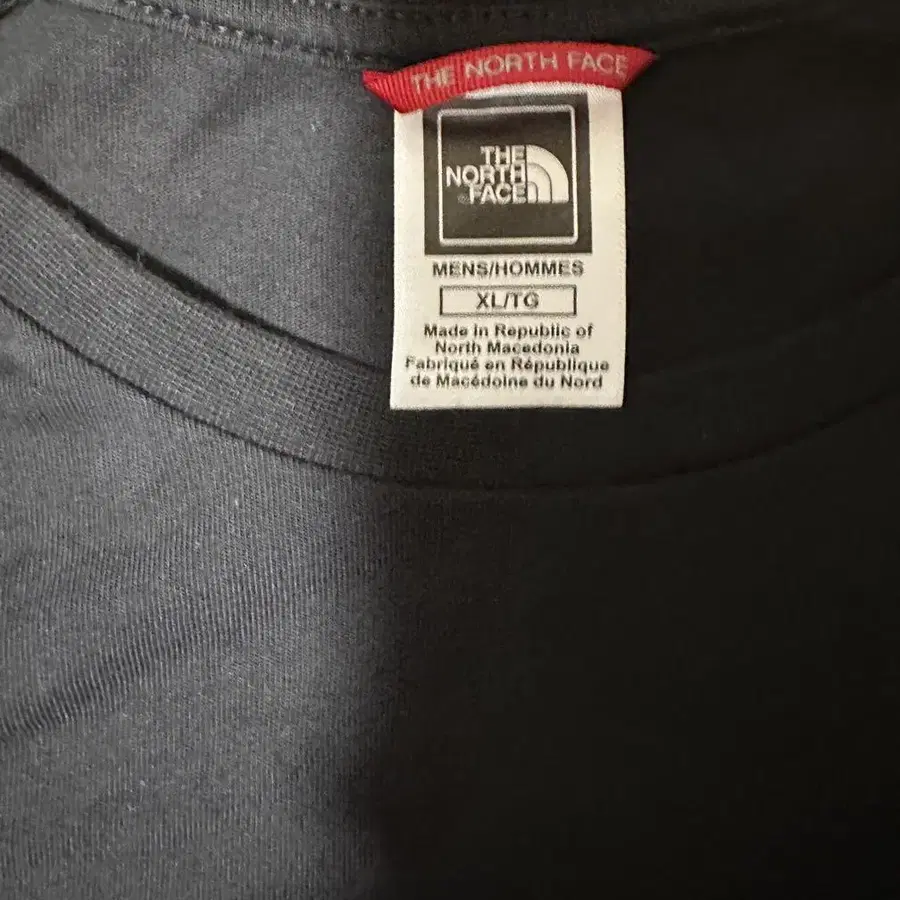 THE NORTH FACE
THE
NORTH
FACE
MENS/HOMMES
XL/TG
Made in Republic of
North Macedonia
Fabriqué en République
de Macédoine du Nord